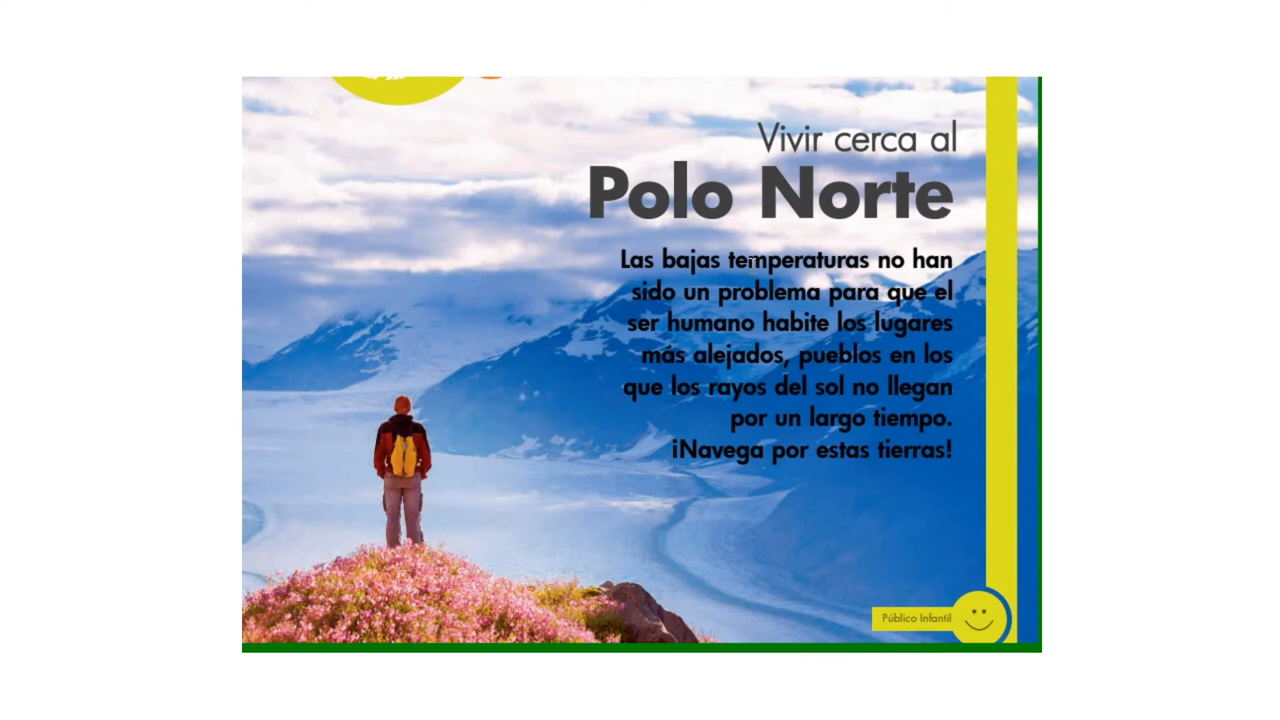 Vivir cerca al
Polo Norte
Las bajas temperaturas no han
sido un problema para que el
ser humano habite los lugares
más alejados, pueblos en los
que los rayos del sol no llegan
por un largo tiempo.
¡Navega por estas tierras!
Público Infantil